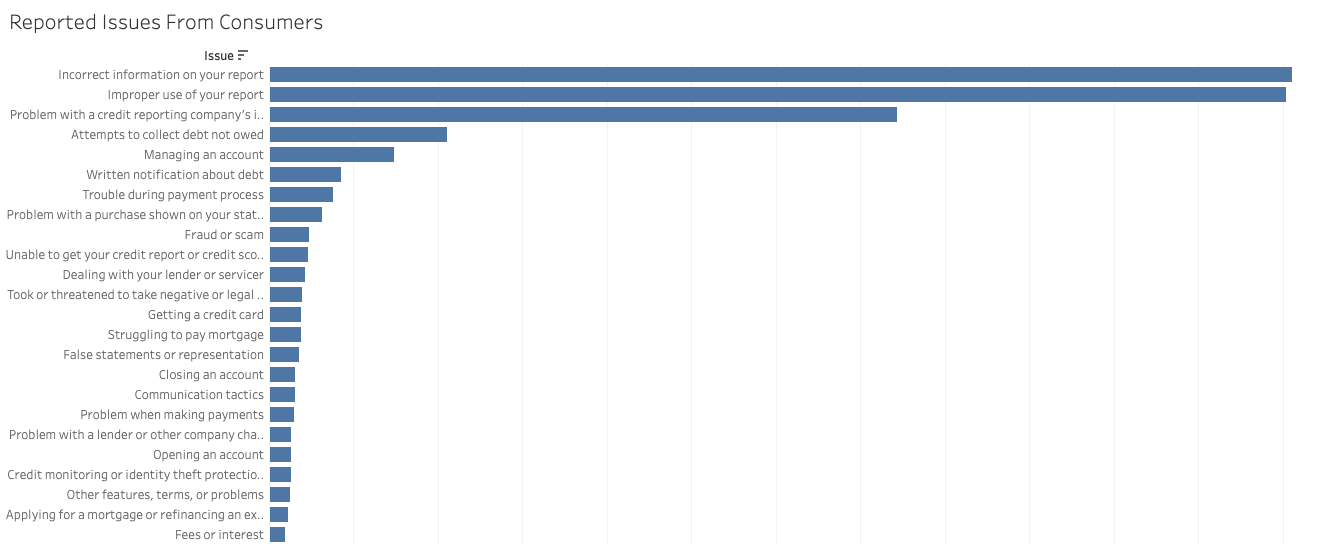 Reported Issues From Consumers
Issue
Incorrect information on your report
Improper use of your report
Problem with a credit reporting company's i..
Attempts to collect debt not owed
Managing an account
Written notification about debt
Trouble during payment process
Problem with a purchase shown on your stat..
Fraud or scam
Unable to get your credit report or credit sco..
Dealing with your lender or servicer
Took or threatened to take negative or legal ..
Getting a credit card
Struggling to pay mortgage
False statements or representation
Closing an account
Communication tactics
Problem when making payments
Problem with a lender or other company cha..
Opening an account
Credit monitoring or identity theft protectio..
Other features, terms, or problems
Applying for a mortgage or refinancing an ex..
Fees or interest